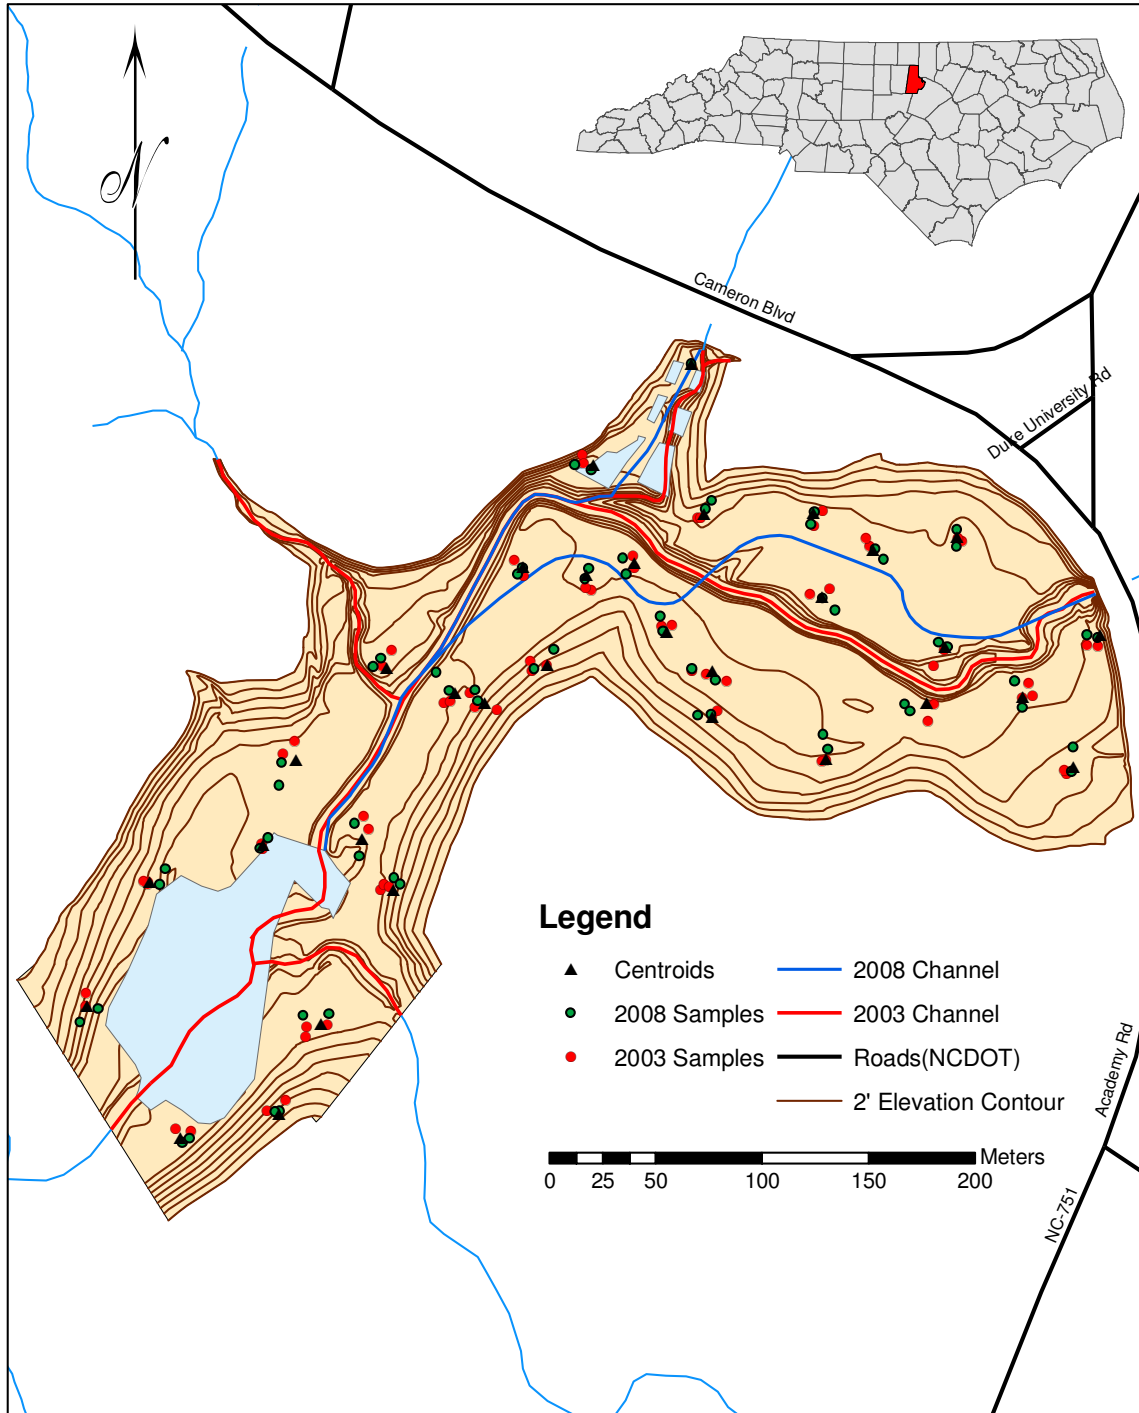 N
Cameron Blvd
Duke University Rd
Legend
Centroids
2008 Channel
2008 Samples
2003 Channel
2003 Samples
Roads(NCDOT)
2' Elevation Contour
Meters
0 25 50 100 150 200
Academy Rd
NC-751